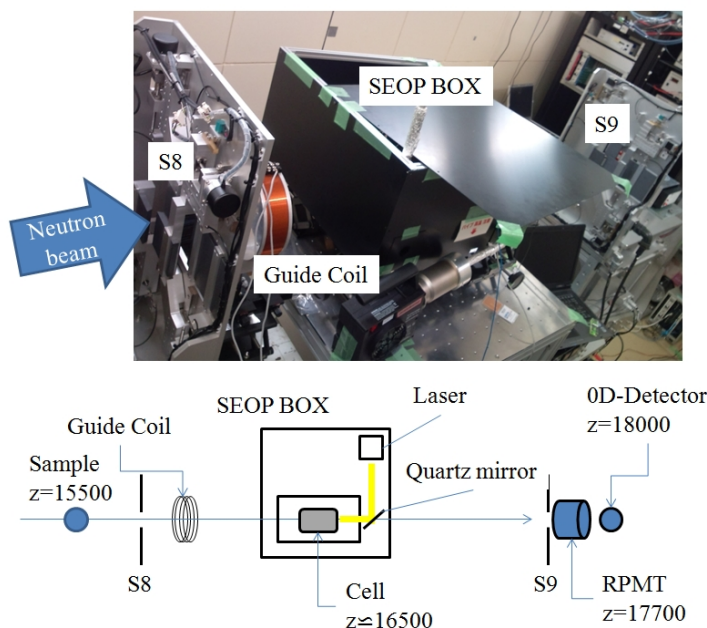 SEOP BOX
S8
S9
Neutron
beam
Guide Coil
SEOP BOX
Laser
0D-Detector
z=18000
Guide Coil
Sample
z=15500
Quartz mirror
S8
Cell
z≒16500
S9
RPMT
z=17700